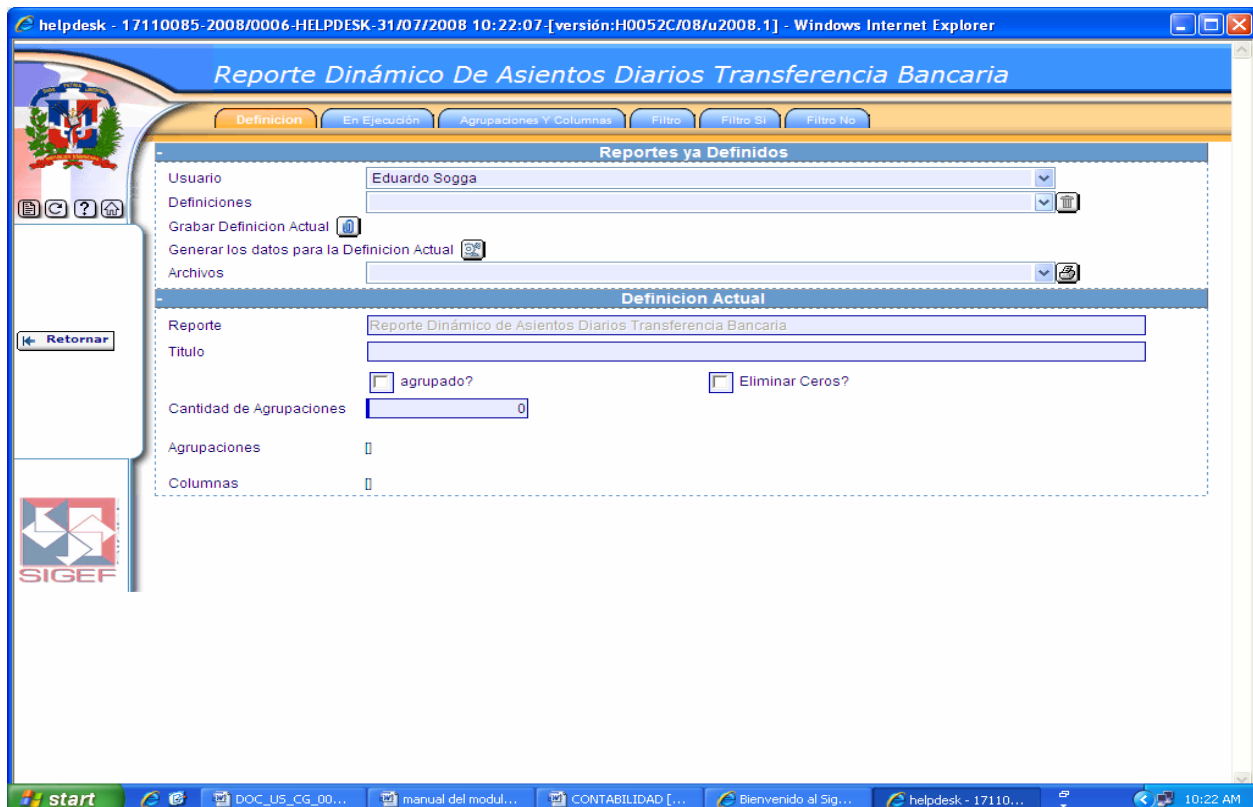 helpdesk - 17110085-2008/0006-HELPDESK-31/07/2008 10:22:07-[versión:H0052C/08/u2008.1] - Windows Internet Explorer
Reporte Dinámico De Asientos Diarios Transferencia Bancaria
Definicion En Ejecución Agrupaciones Y Columnas Filtro Filtro Si Filtro No
- Reportes ya Definidos
Usuario Eduardo Sogga
Definiciones
Grabar Definicion Actual
Generar los datos para la Definicion Actual
Archivos
- Definicion Actual
Reporte Reporte Dinámico de Asientos Diarios Transferencia Bancaria
Titulo
agrupado? Eliminar Ceros?
Cantidad de Agrupaciones 0
Agrupaciones []
Columnas []
Retornar
SIGEF
start DOC_US_CG_00... manual del modul... CONTABILIDAD [... Bienvenido al Sig... helpdesk - 17110... 10:22 AM